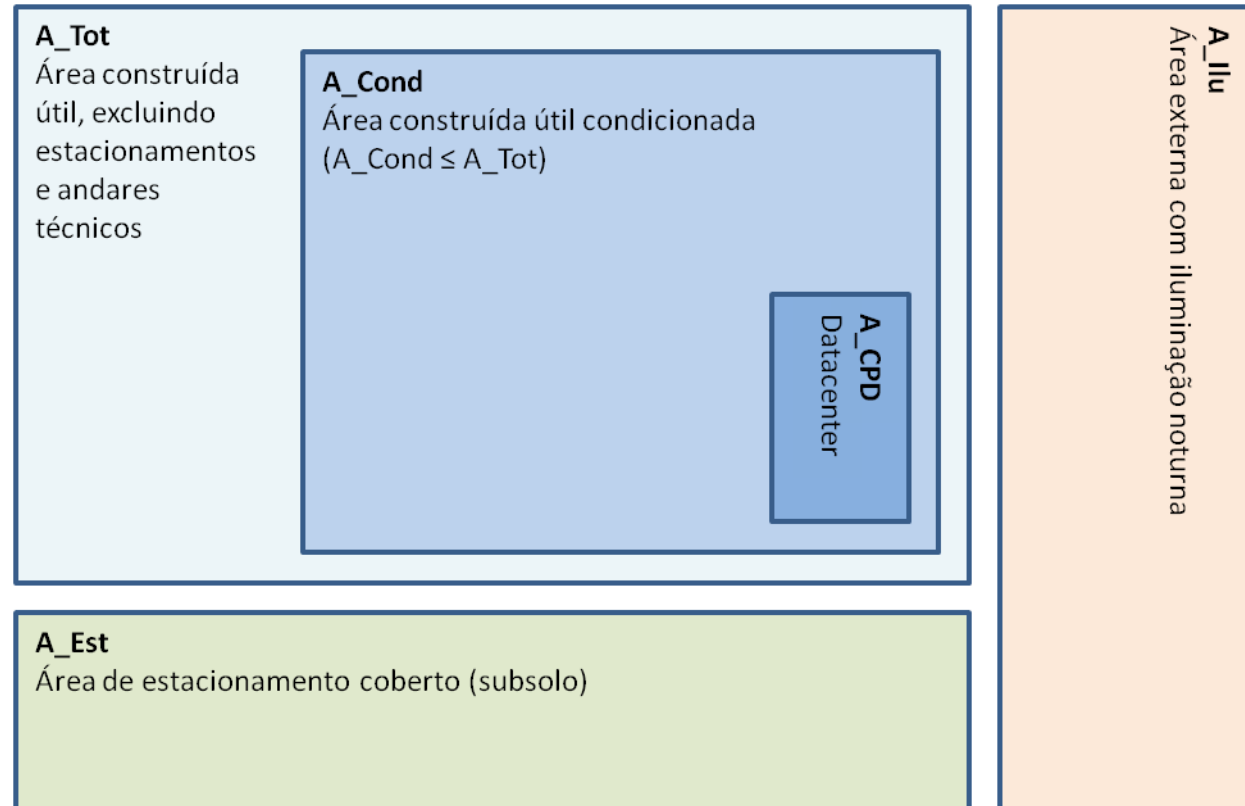 A_Tot
Área construída
útil, excluindo
estacionamentos
e andares
técnicos
A_Cond
Área construída útil condicionada
(A_Cond ≤ A_Tot)
A_CPD
Datacenter
A_Est
Área de estacionamento coberto (subsolo)
A_Ilu
Área externa com iluminação noturna